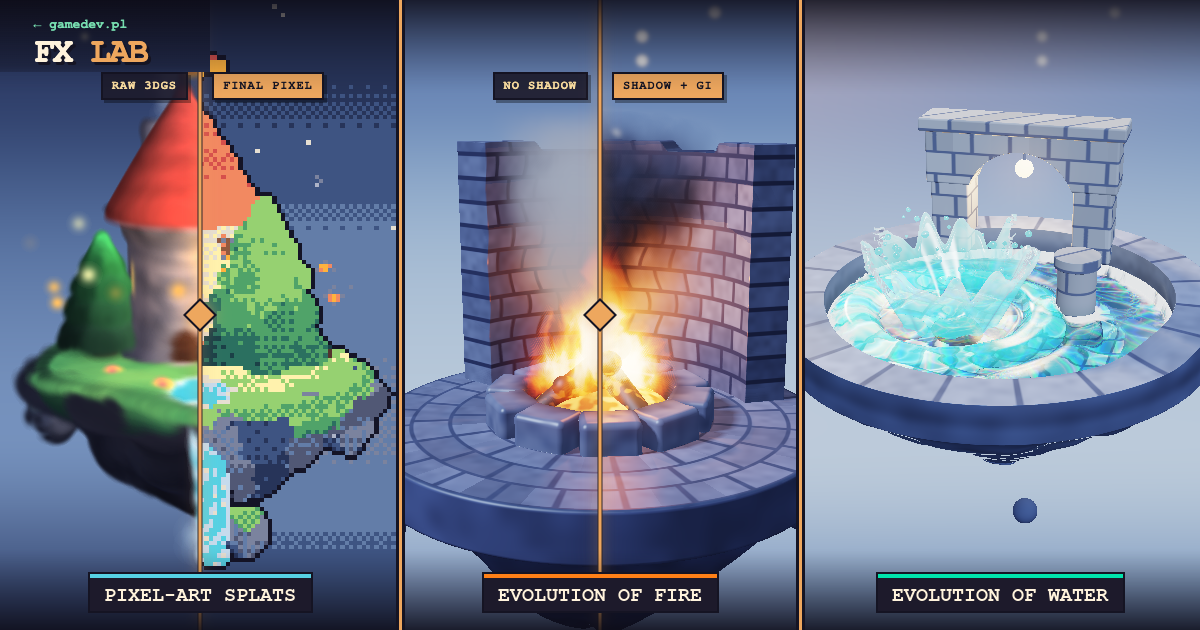 ← gamedev.pl
FX LAB
RAW 3DGS
FINAL PIXEL
NO SHADOW
SHADOW + GI
PIXEL-ART SPLATS
EVOLUTION OF FIRE
EVOLUTION OF WATER